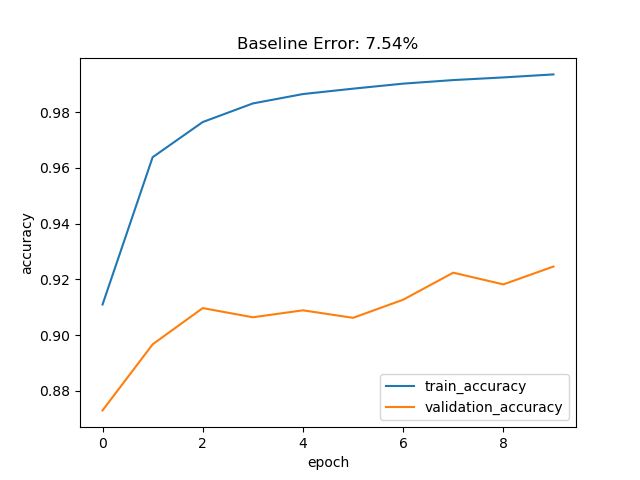 Baseline Error: 7.54%
accuracy
0.98
0.96
0.94
0.92
0.90
0.88
train_accuracy
validation_accuracy
0 2 4 6 8
epoch